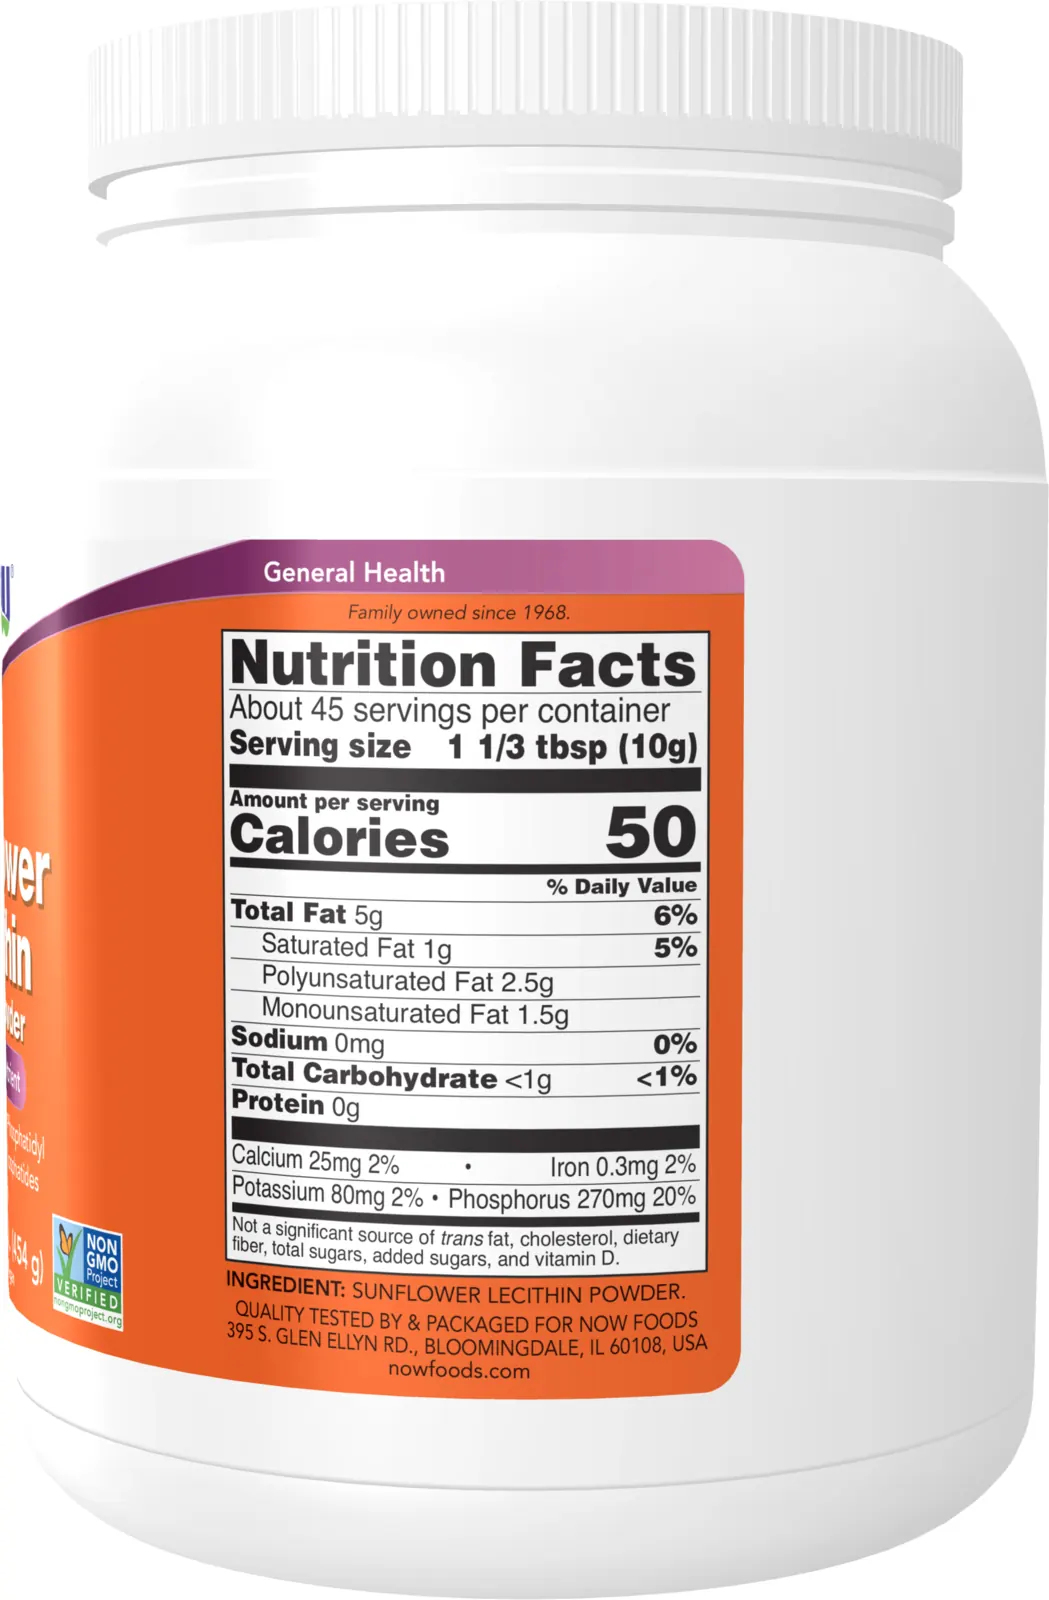 General Health
Family owned since 1968.
Nutrition Facts
About 45 servings per container
Serving size 1 1/3 tbsp (10g)
Amount per serving
Calories 50
% Daily Value
Total Fat 5g 6%
Saturated Fat 1g 5%
Polyunsaturated Fat 2.5g
Monounsaturated Fat 1.5g
Sodium 0mg 0%
Total Carbohydrate <1g <1%
Protein 0g
Calcium 25mg 2% • Iron 0.3mg 2%
Potassium 80mg 2% • Phosphorus 270mg 20%
Not a significant source of trans fat, cholesterol, dietary
fiber, total sugars, added sugars, and vitamin D.
INGREDIENT: SUNFLOWER LECITHIN POWDER.
QUALITY TESTED BY & PACKAGED FOR NOW FOODS
395 S. GLEN ELLYN RD., BLOOMINGDALE, IL 60108, USA
nowfoods.com
wer
hin
(454 g)
NON
GMO
Project
VERIFIED
nongmoproject.org